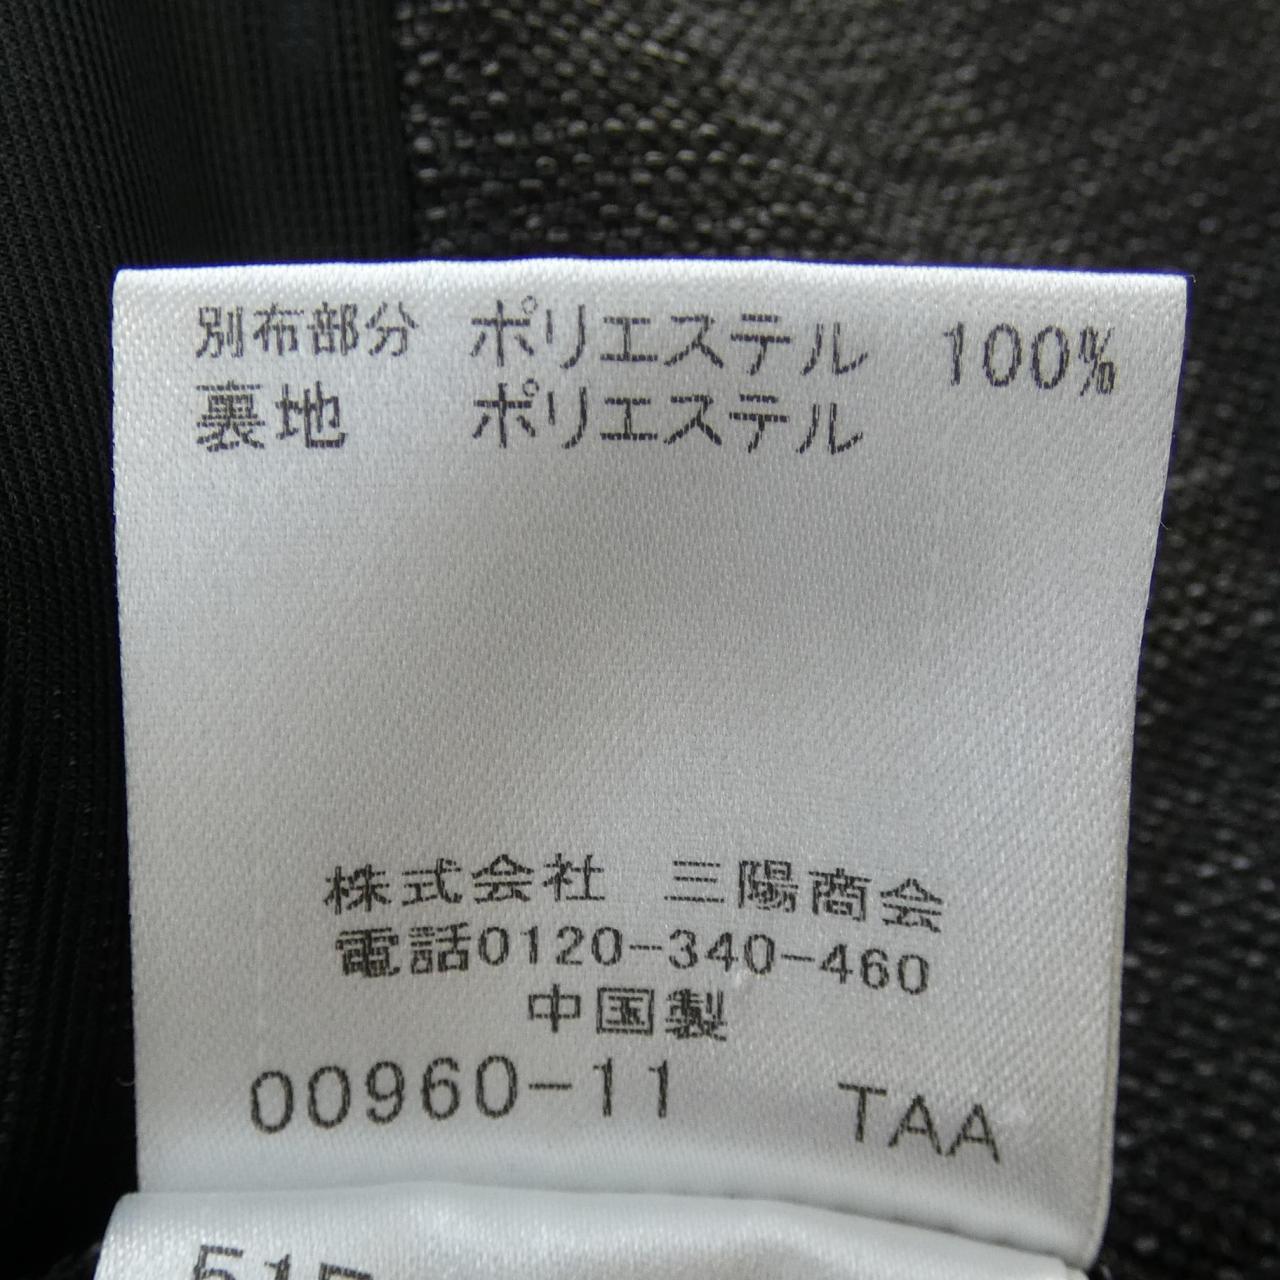 別布部分 ポリエステル 100%
裏地 ポリエステル
株式会社 三陽商会
電話0120-340-460
中国製
00960-11 TAA